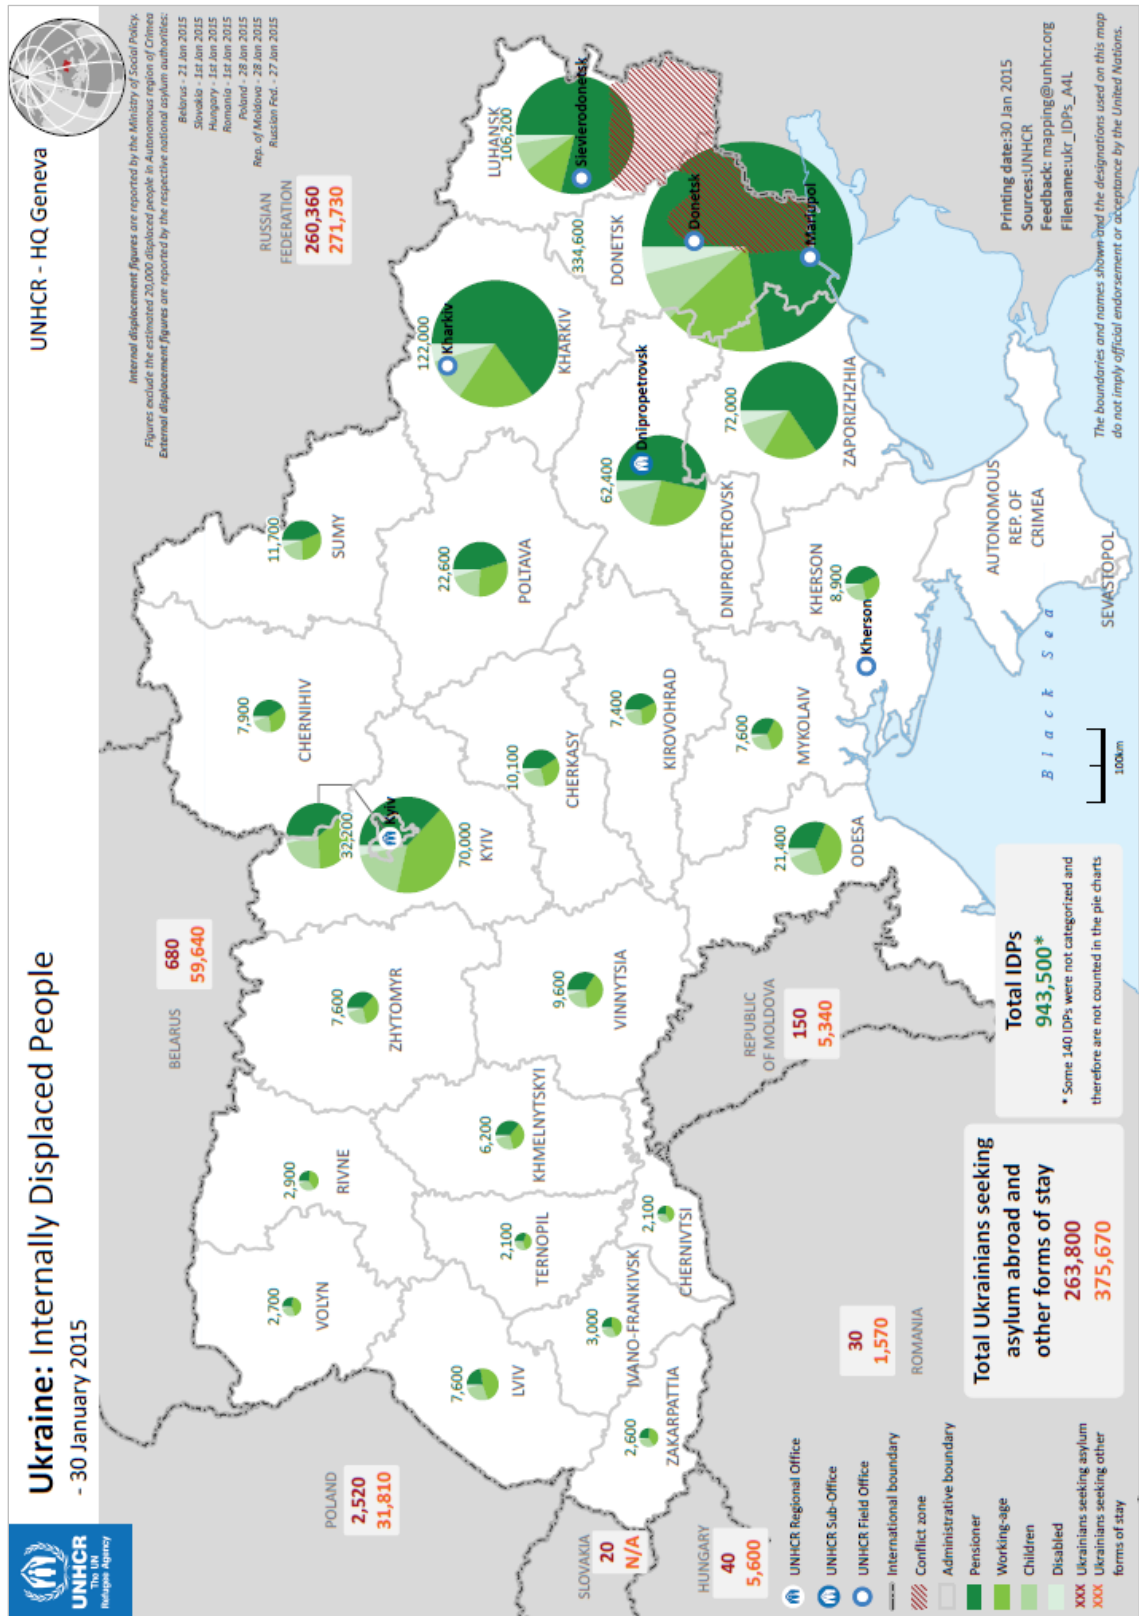 UNHCR
The UN
Refugee Agency
Ukraine: Internally Displaced People
- 30 January 2015
UNHCR - HQ Geneva
Internal displacement figures are reported by the Ministry of Social Policy.
Figures exclude the estimated 20,000 displaced people in Autonomous region of Crimea
External displacement figures are reported by the respective national asylum authorities:
Belarus - 21 Jan 2015
Slovakia - 1st Jan 2015
Hungary - 1st Jan 2015
Romania - 1st Jan 2015
Poland - 28 Jan 2015
Rep. of Moldova - 28 Jan 2015
Russian Fed. - 27 Jan 2015
BELARUS
680
59,640
RUSSIAN
FEDERATION
260,360
271,730
POLAND
2,520
31,810
SLOVAKIA
20
N/A
HUNGARY
40
5,600
ROMANIA
30
1,570
REPUBLIC
OF MOLDOVA
150
5,340
2,700
VOLYN
2,900
RIVNE
7,600
ZHYTOMYR
32,200
Kyiv
70,000
KYIV
7,900
CHERNIHIV
11,700
SUMY
7,600
LVIV
2,100
TERNOPIL
6,200
KHMELNYTSKYI
9,600
VINNYTSIA
10,100
CHERKASY
22,600
POLTAVA
122,000
Kharkiv
KHARKIV
LUHANSK
106,200
Sievierodonetsk
2,600
ZAKARPATTIA
3,000
IVANO-FRANKIVSK
2,100
CHERNIVTSI
7,400
KIROVOHRAD
62,400
Dnipropetrovsk
DNIPROPETROVSK
334,600
DONETSK
Donetsk
Mariupol
21,400
ODESA
7,600
MYKOLAIV
KHERSON
8,900
Kherson
72,000
ZAPORIZHZHIA
AUTONOMOUS
REP. OF
CRIMEA
SEVASTOPOL
Black Sea
100km
UNHCR Regional Office
UNHCR Sub-Office
UNHCR Field Office
International boundary
Conflict zone
Administrative boundary
Pensioner
Working-age
Children
Disabled
XXX Ukrainians seeking asylum
XXX Ukrainians seeking other
forms of stay
Total Ukrainians seeking
asylum abroad and
other forms of stay
263,800
375,670
Total IDPs
943,500*
* Some 140 IDPs were not categorized and
therefore are not counted in the pie charts
Printing date:30 Jan 2015
Sources:UNHCR
Feedback: mapping@unhcr.org
Filename:ukr_IDPs_A4L
The boundaries and names shown and the designations used on this map
do not imply official endorsement or acceptance by the United Nations.